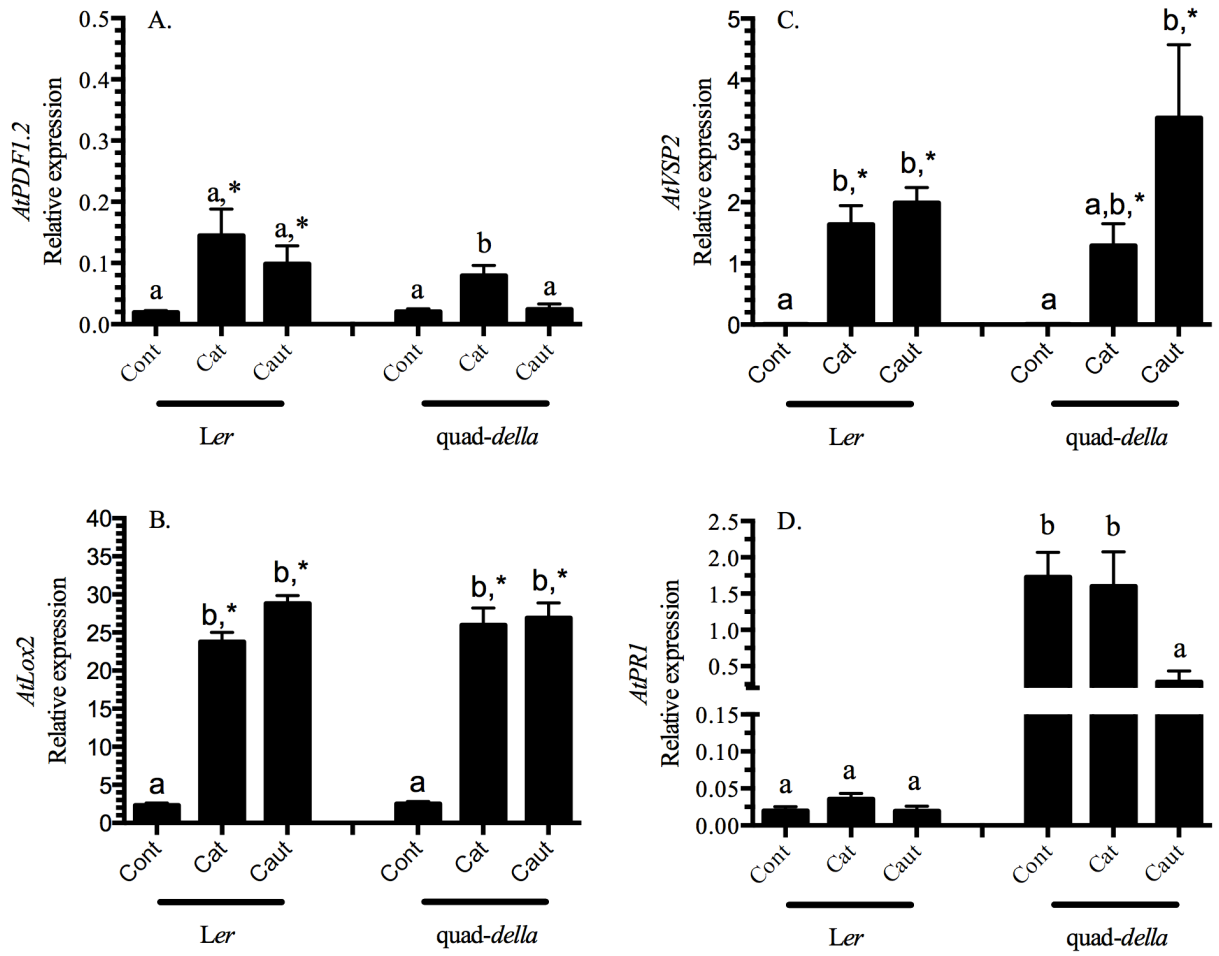 A.
AtPDF1.2
Relative expression
0.5
0.4
0.3
0.2
0.1
0.0
a
a,*
a,*
a
b
a
Cont
Cat
Caut
Cont
Cat
Caut
Ler
quad-della
C.
AtVSP2
Relative expression
5
4
3
2
1
0
a
b,*
b,*
a
a,b,*
b,*
Cont
Cat
Caut
Cont
Cat
Caut
Ler
quad-della
B.
AtLox2
Relative expression
40
35
30
25
20
15
10
5
0
a
b,*
b,*
a
b,*
b,*
Cont
Cat
Caut
Cont
Cat
Caut
Ler
quad-della
D.
AtPR1
Relative expression
2.5
2.0
1.5
1.0
0.5
0.15
0.10
0.05
0.00
a
a
a
b
b
a
Cont
Cat
Caut
Cont
Cat
Caut
Ler
quad-della